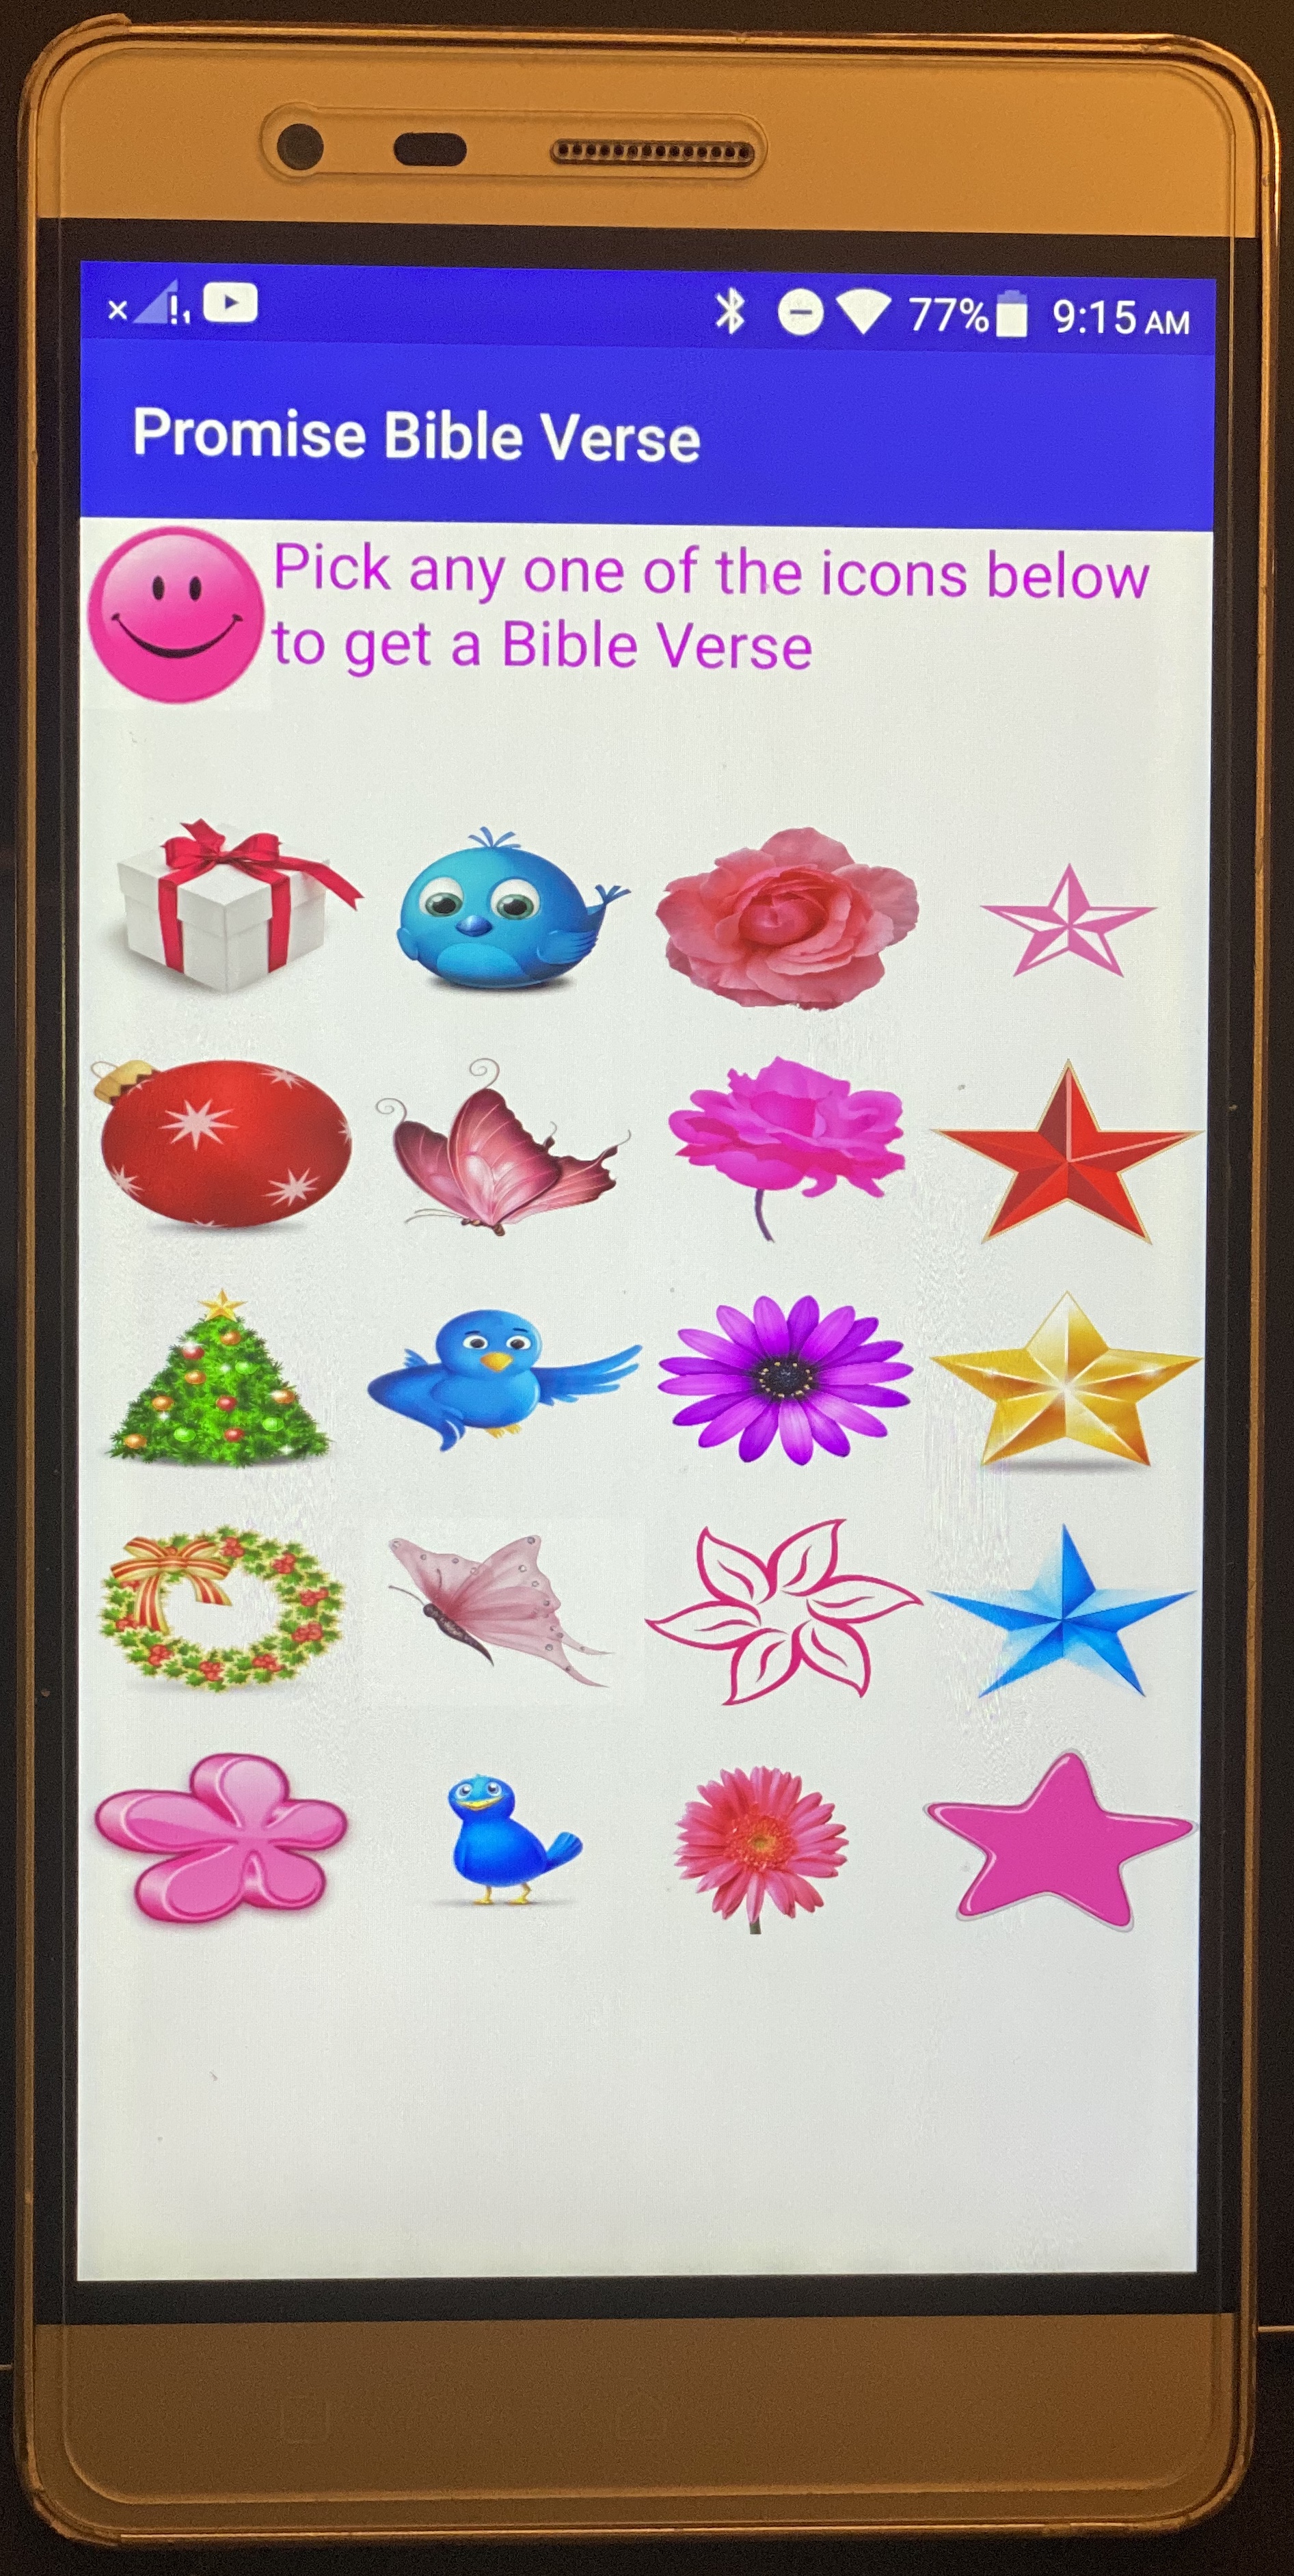 77% 9:15 AM
Promise Bible Verse
Pick any one of the icons below
to get a Bible Verse